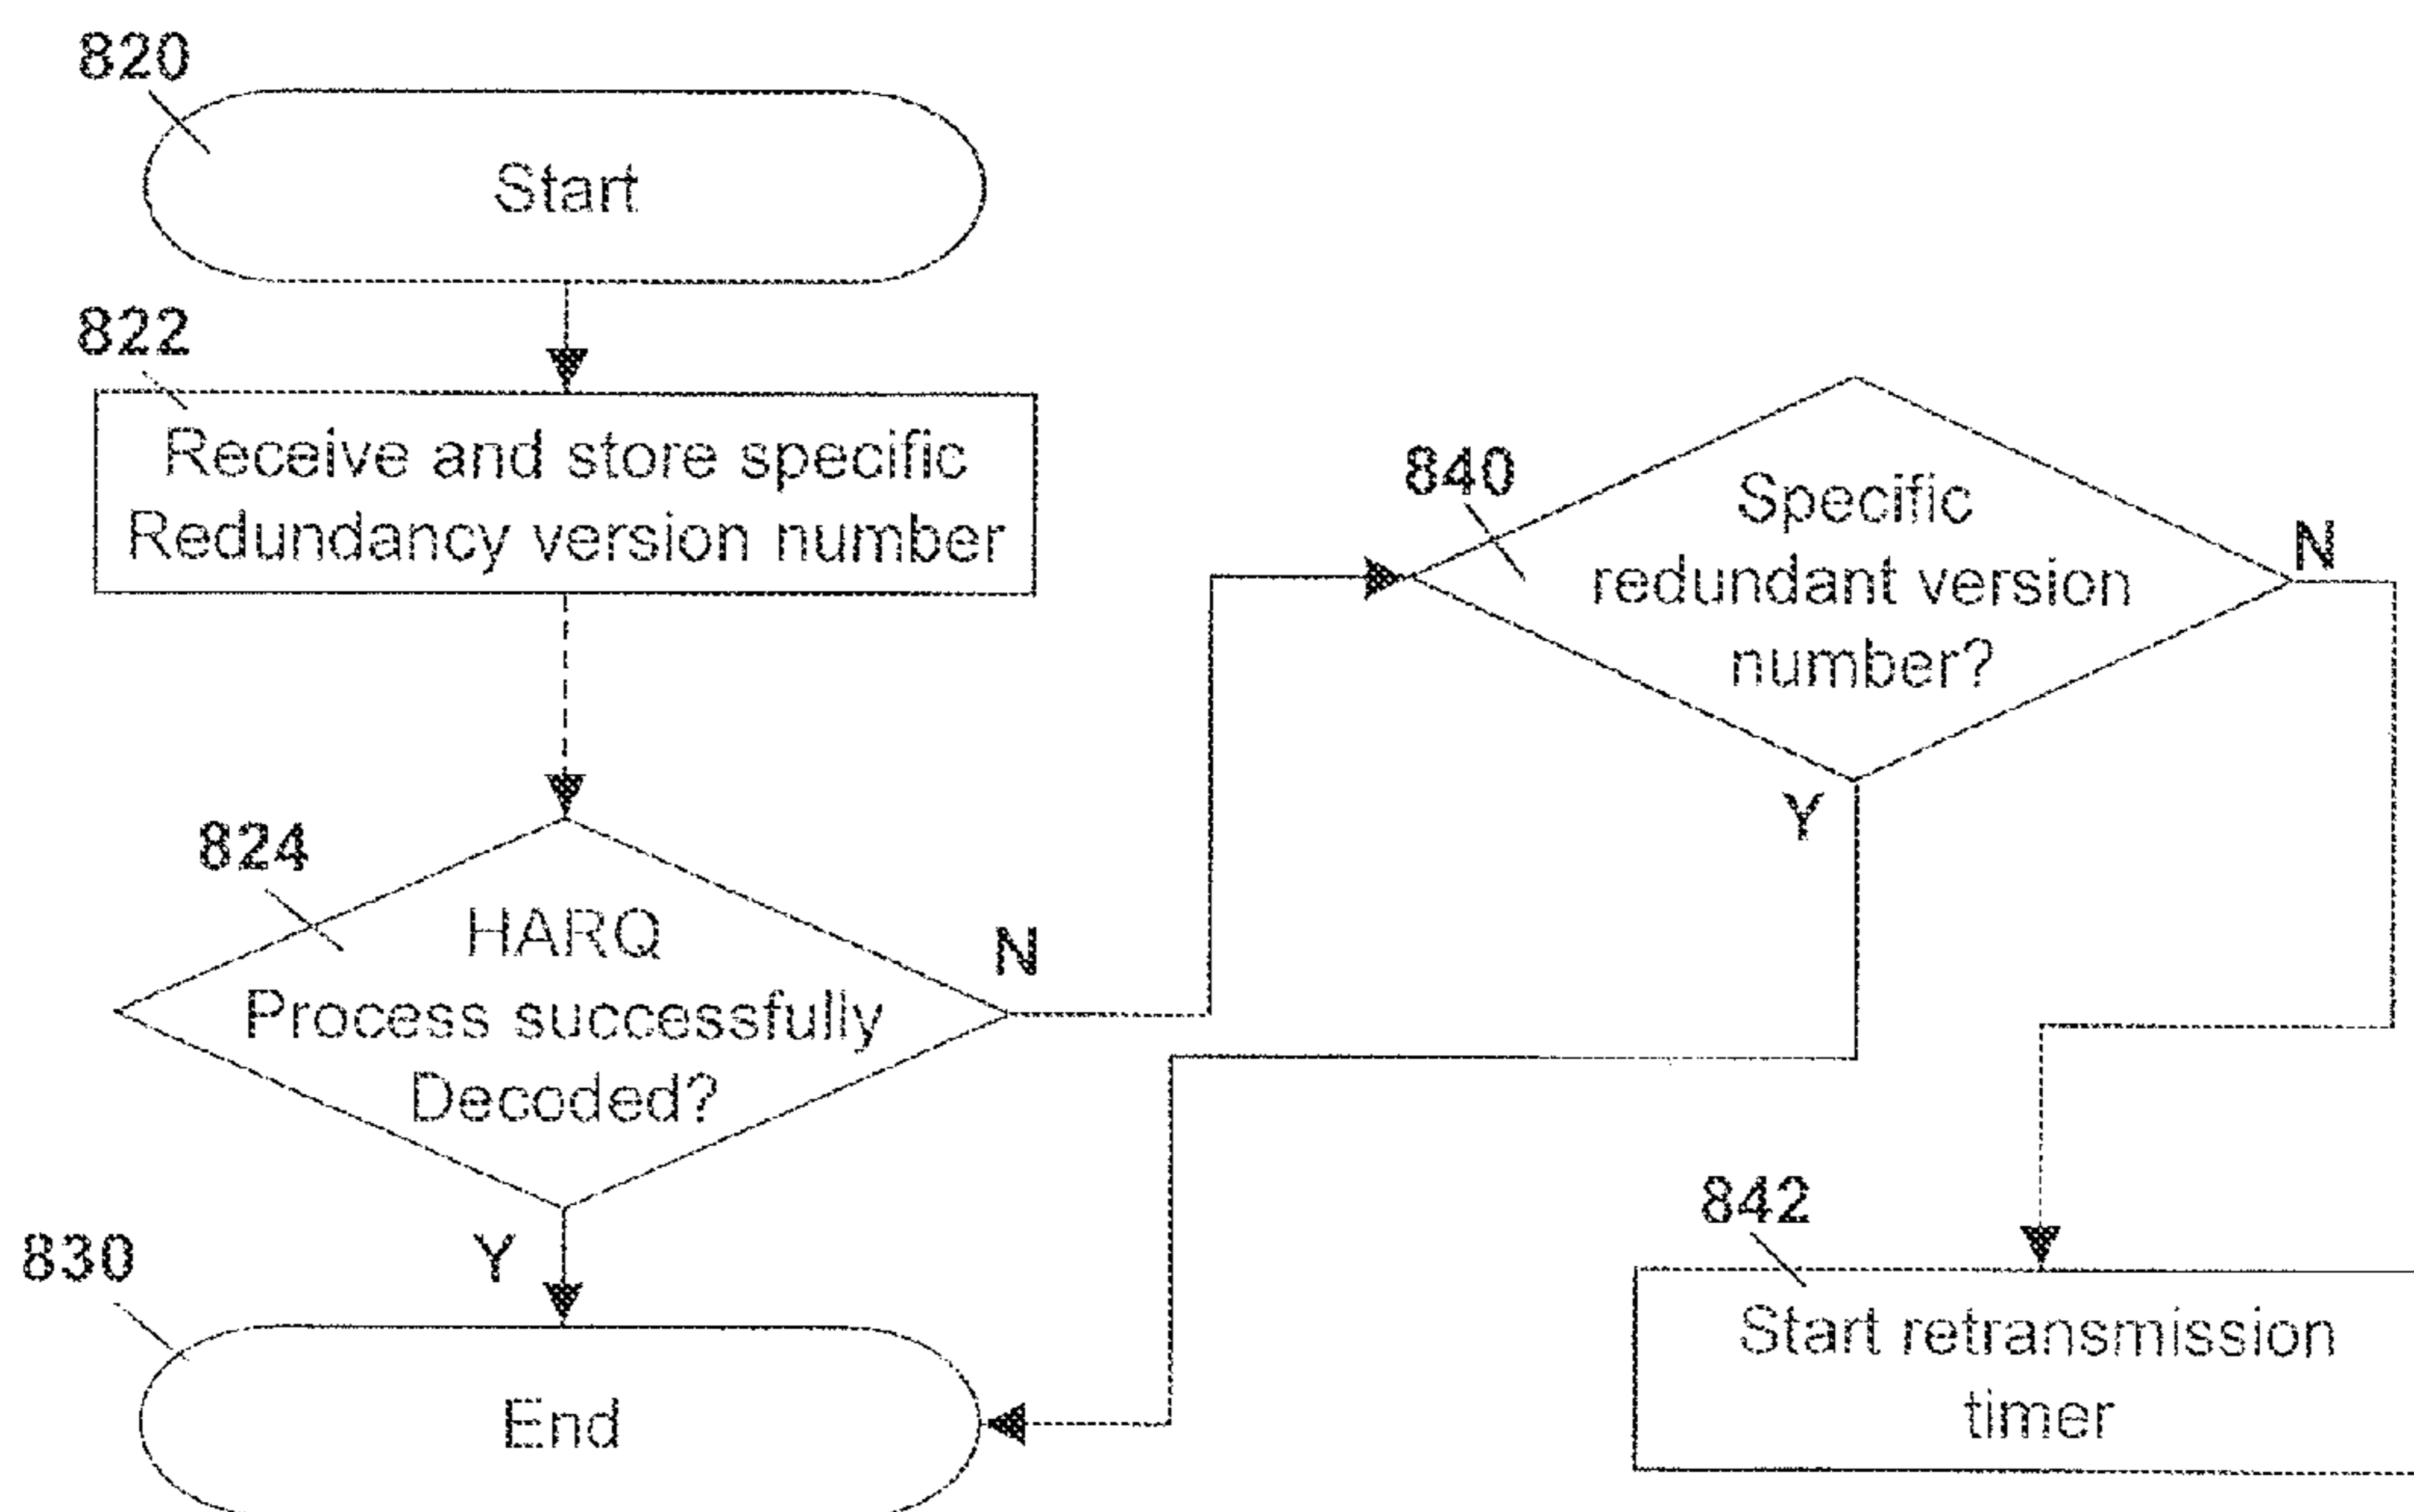 820
Start
822
Receive and store specific
Redundancy version number
824
HARQ
Process successfully
Decoded?
N
Y
830
End
840
Specific
redundant version
number?
N
Y
842
Start retransmission
timer